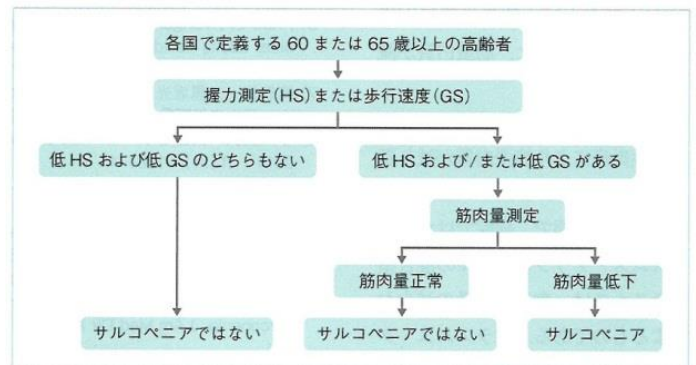 各国で定義する60または65歳以上の高齢者
握力測定(HS)または歩行速度(GS)
低HSおよび低GSのどちらもない
低HSおよび/または低GSがある
筋肉量測定
筋肉量正常
筋肉量低下
サルコペニアではない
サルコペニアではない
サルコペニア